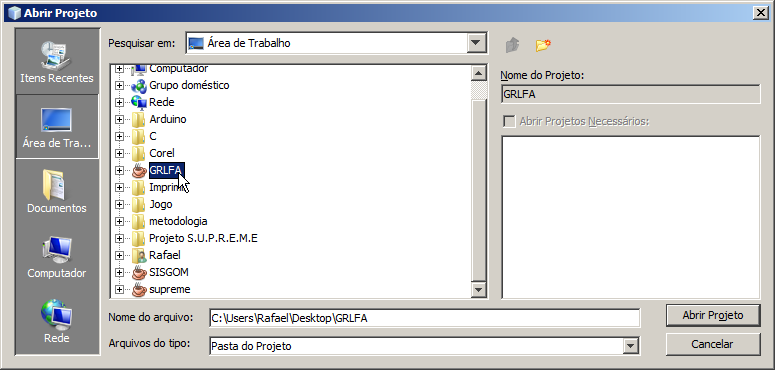 Abrir Projeto
Pesquisar em: Área de Trabalho
Itens Recentes
Área de Tra...
Documentos
Computador
Rede
Computador
Grupo doméstico
Rede
Arduino
C
Corel
GRLFA
Imprimir
Jogo
metodologia
Projeto S.U.P.R.E.M.E
Rafael
SISGOM
supreme
Nome do Projeto:
GRLFA
Abrir Projetos Necessários:
Nome do arquivo: C:\Users\Rafael\Desktop\GRLFA
Abrir Projeto
Arquivos do tipo: Pasta do Projeto
Cancelar